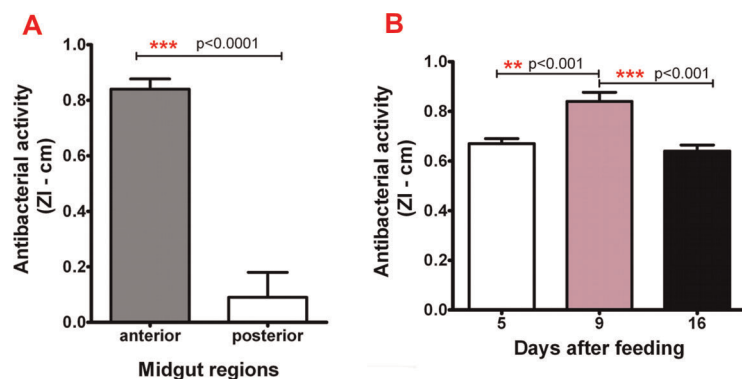 A
*** p<0.0001
Antibacterial activity
(ZI - cm)
1.0
0.8
0.6
0.4
0.2
0.0
anterior posterior
Midgut regions
B
** p<0.001 *** p<0.001
Antibacterial activity
(ZI - cm)
1.0
0.8
0.6
0.4
0.2
0.0
5 9 16
Days after feeding